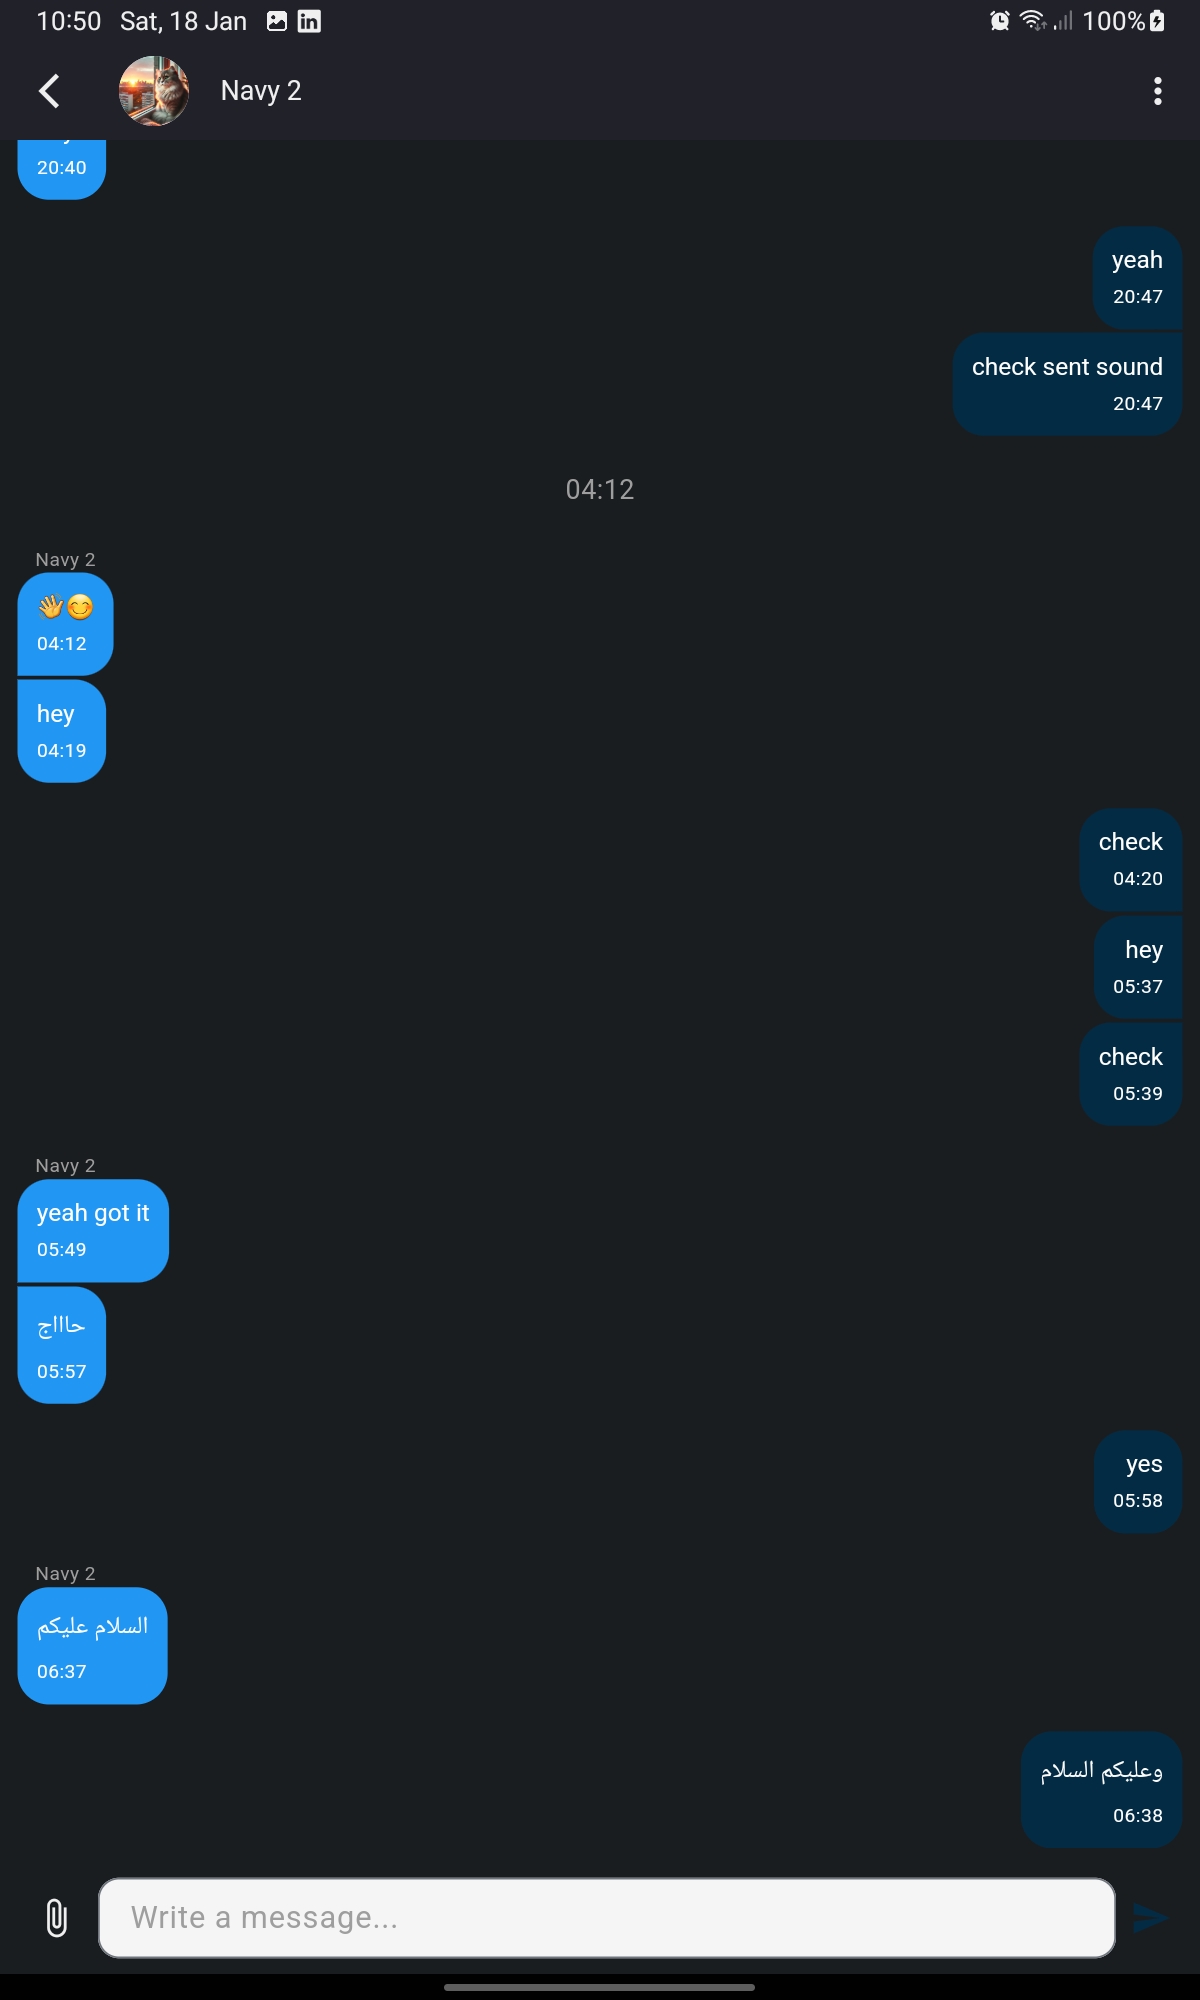 10:50 Sat, 18 Jan 100%
Navy 2
20:40
yeah
20:47
check sent sound
20:47
04:12
Navy 2
👋😊
04:12
hey
04:19
check
04:20
hey
05:37
check
05:39
Navy 2
yeah got it
05:49
حااااج
05:57
yes
05:58
Navy 2
السلام عليكم
06:37
وعليكم السلام
06:38
Write a message...